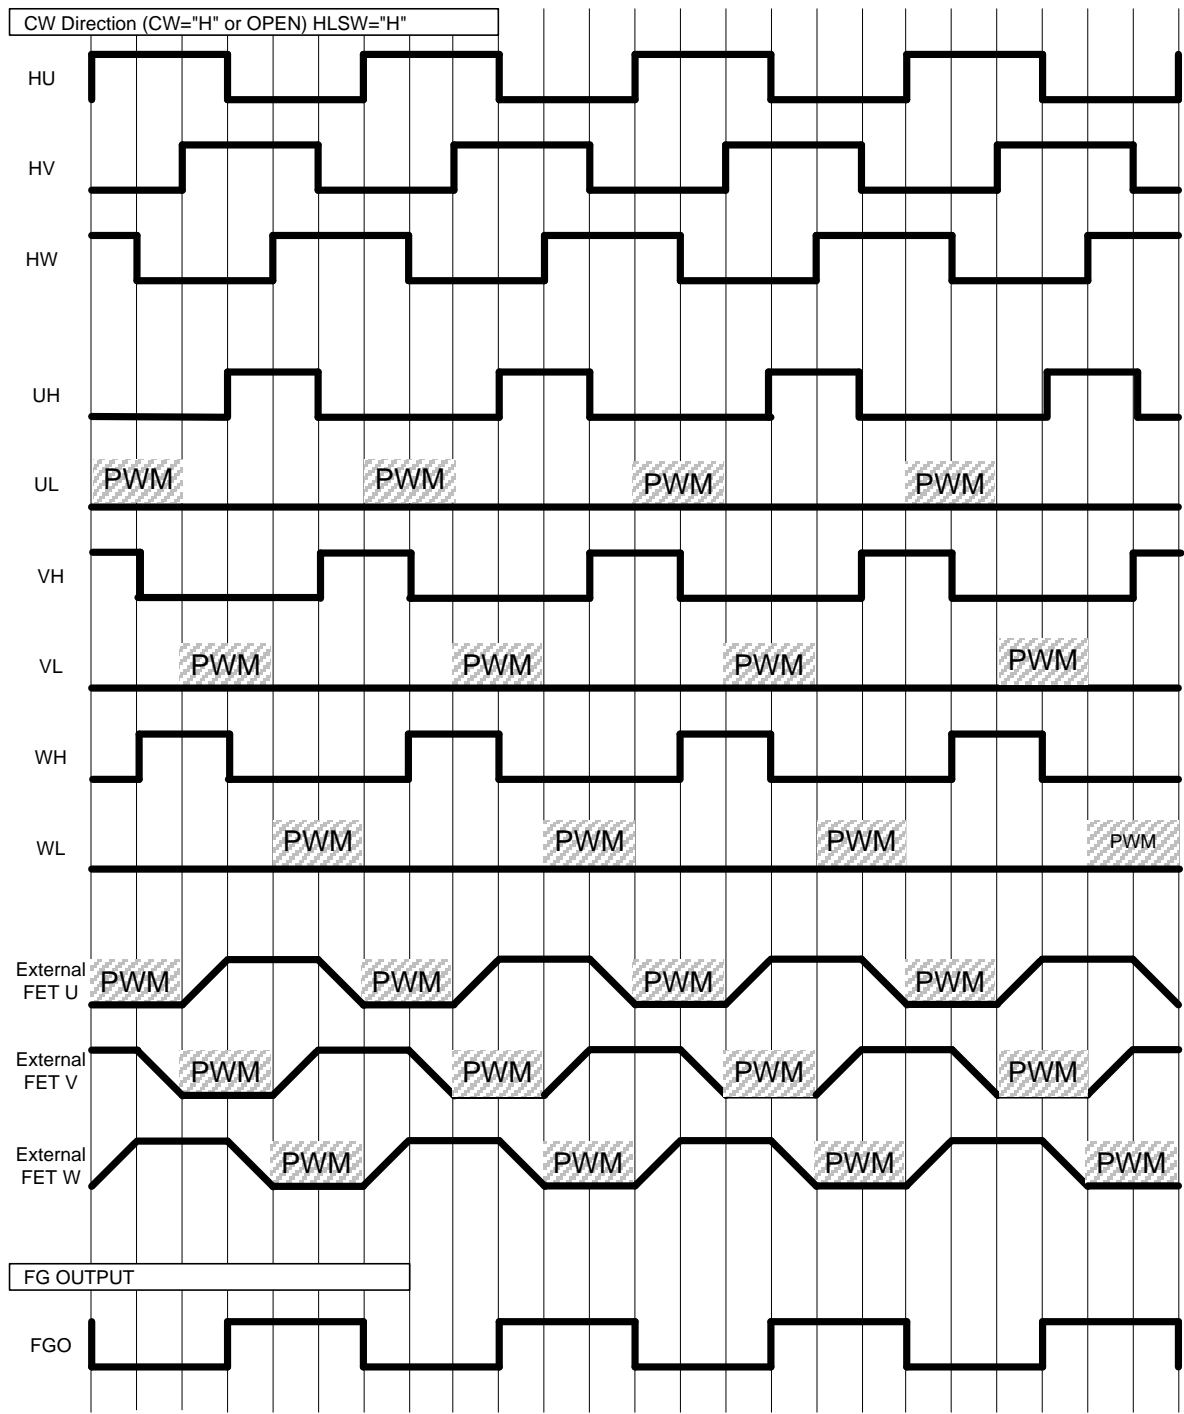 CW Direction (CW="H" or OPEN) HLSW="H"
HU
HV
HW
UH
UL PWM PWM PWM PWM
VH
VL PWM PWM PWM PWM
WH
WL PWM PWM PWM PWM
External
FET U PWM PWM PWM PWM
External
FET V PWM PWM PWM PWM
External
FET W PWM PWM PWM PWM
FG OUTPUT
FGO